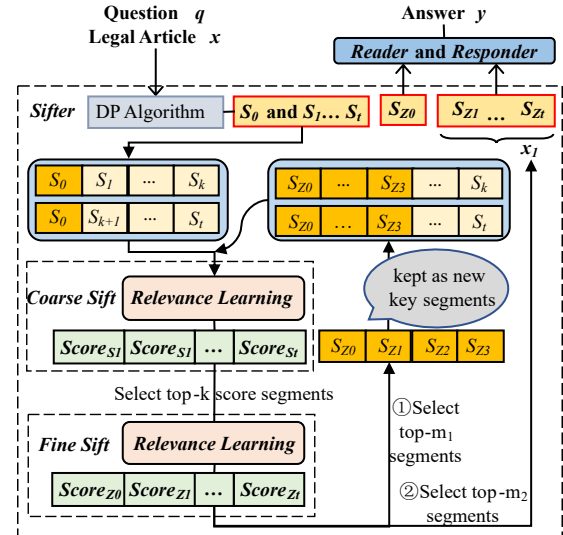 Question q
Legal Article x
Answer y
Reader and Responder
Sifter
DP Algorithm
S0 and S1... St
SZ0
SZ1 ... SZt
x1
S0 S1 ... Sk
S0 Sk+1 ... St
SZ0 ... SZ3 ... Sk
SZ0 ... SZ3 ... St
kept as new
key segments
Coarse Sift
Relevance Learning
ScoreS1 ScoreS1 ... ScoreSt
SZ0 SZ1 SZ2 SZ3
Select top-k score segments
①Select
top-m1
segments
Fine Sift
Relevance Learning
ScoreZ0 ScoreZ1 ... ScoreZt
②Select top-m2
segments